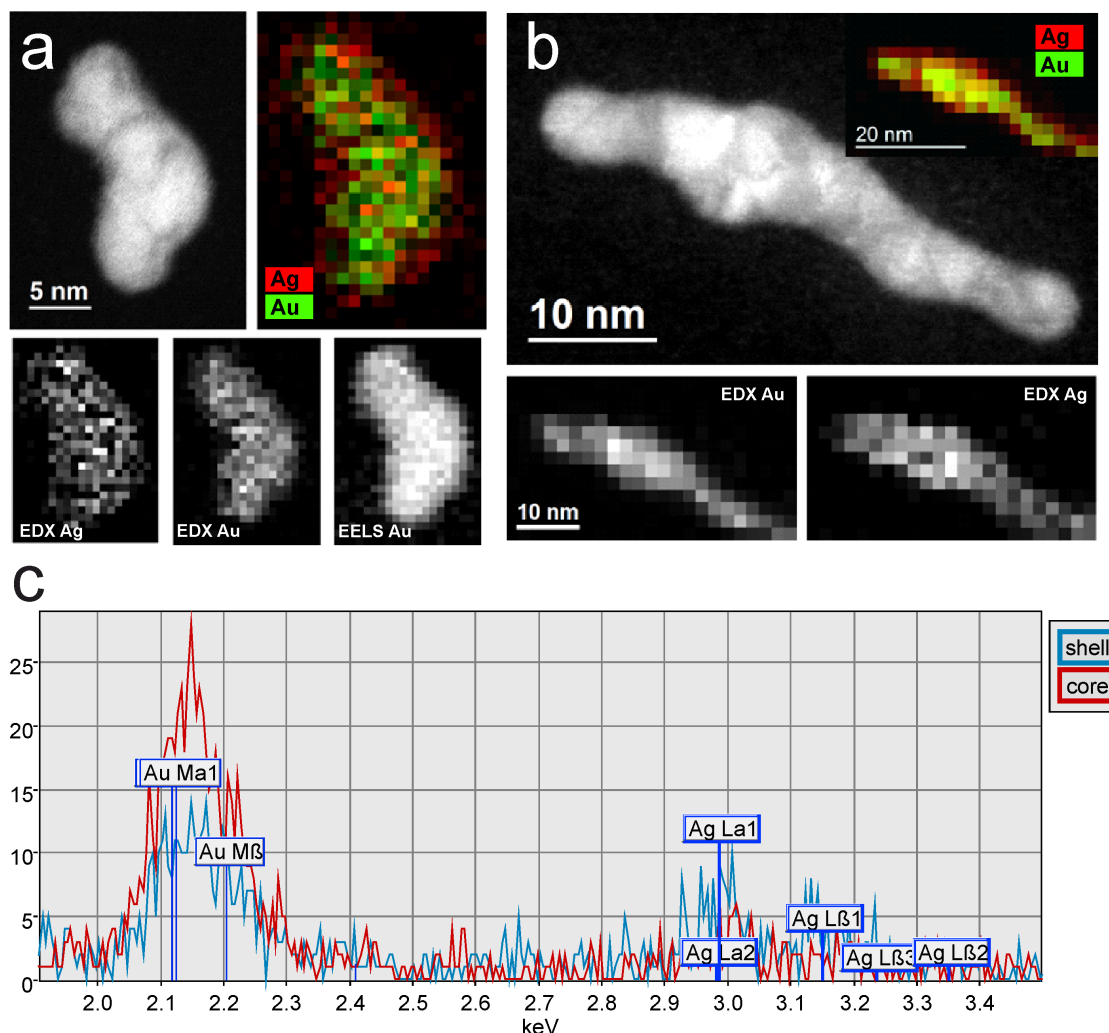 a
5 nm
Ag
Au
b
Ag
Au
20 nm
10 nm
EDX Ag
EDX Au
EELS Au
EDX Au
10 nm
EDX Ag
c
25
20
15
10
5
0
Au Ma1
Au Mß
Ag La1
Ag La2
Ag Lß1
Ag Lß3
Ag Lß2
shell
core
2.0 2.1 2.2 2.3 2.4 2.5 2.6 2.7 2.8 2.9 3.0 3.1 3.2 3.3 3.4
keV